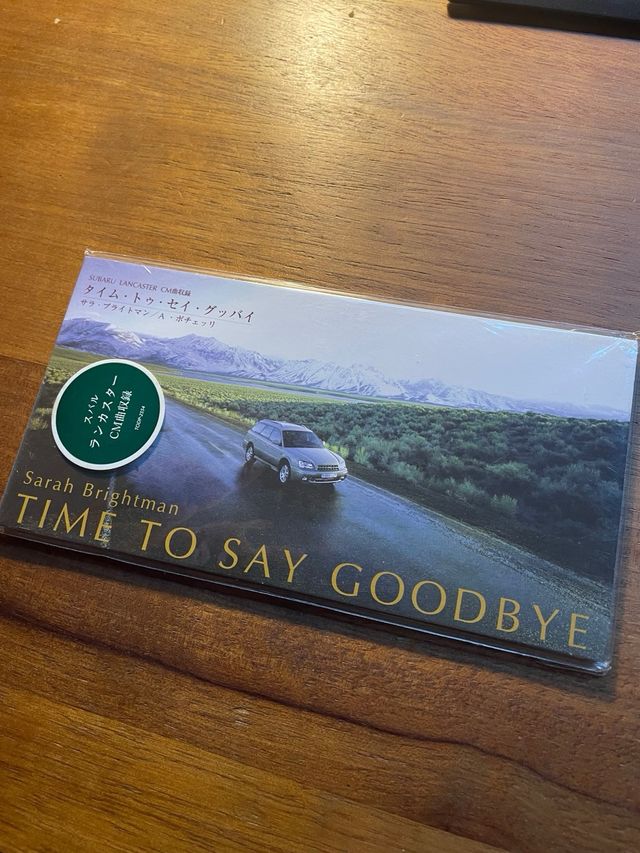 SUBARU LANCASTER CM曲収録
タイム・トゥ・セイ・グッバイ
サラ・ブライトマン／A・ボチェッリ
スバル
ランカスター
CM曲収録
Sarah Brightman
TIME TO SAY GOODBYE